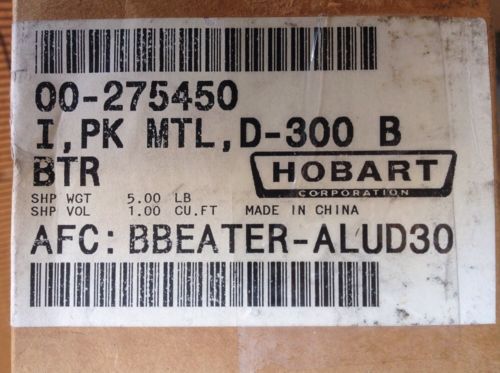 00-275450
I,PK MTL,D-300 B
BTR
HOBART
CORPORATION
SHP WGT 5.00 LB
SHP VOL 1.00 CU.FT MADE IN CHINA
AFC: BBEATER-ALUD30